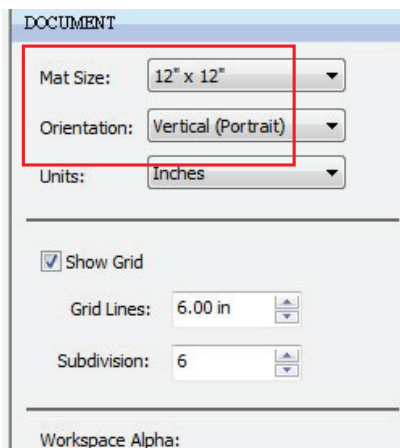 DOCUMENT
Mat Size: 12" x 12"
Orientation: Vertical (Portrait)
Units: Inches
Show Grid
Grid Lines: 6.00 in
Subdivision: 6
Workspace Alpha: